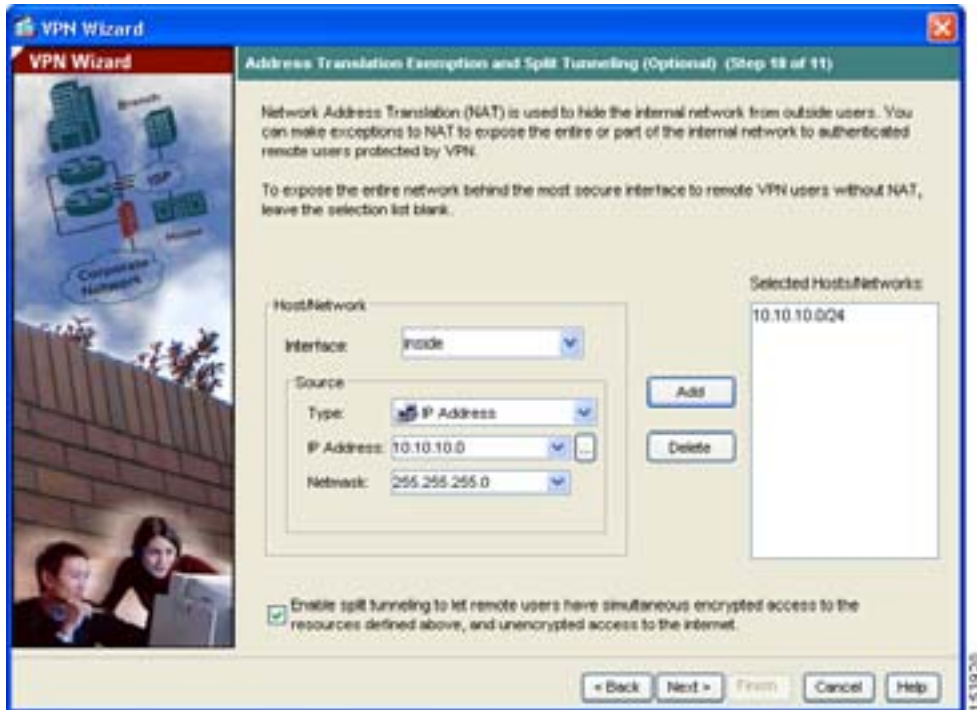 VPN Wizard
VPN Wizard
Branch
ISP
Home
Corporate
Network
Address Translation Exemption and Split Tunneling (Optional) (Step 10 of 11)
Network Address Translation (NAT) is used to hide the internal network from outside users. You
can make exceptions to NAT to expose the entire or part of the internal network to authenticated
remote users protected by VPN.
To expose the entire network behind the most secure interface to remote VPN users without NAT,
leave the selection list blank.
Selected Hosts/Networks:
10.10.10.0/24
Host/Network
Interface:
inside
Source
Type:
IP Address
IP Address:
10.10.10.0
...
Netmask:
255.255.255.0
Add
Delete
Enable split tunneling to let remote users have simultaneous encrypted access to the
resources defined above, and unencrypted access to the internet.
< Back
Next >
Finish
Cancel
Help
153920